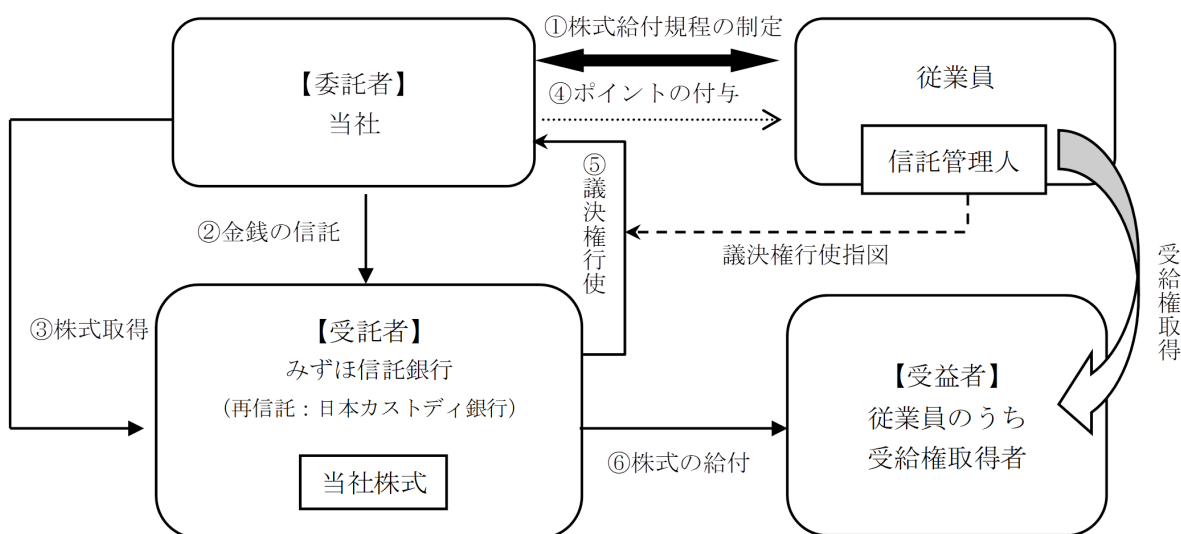 ①株式給付規程の制定
【委託者】
当社
④ポイントの付与
従業員
信託管理人
②金銭の信託
⑤議決権行使
議決権行使指図
受給権取得
③株式取得
【受託者】
みずほ信託銀行
（再信託：日本カストディ銀行）
当社株式
⑥株式の給付
【受益者】
従業員のうち
受給権取得者